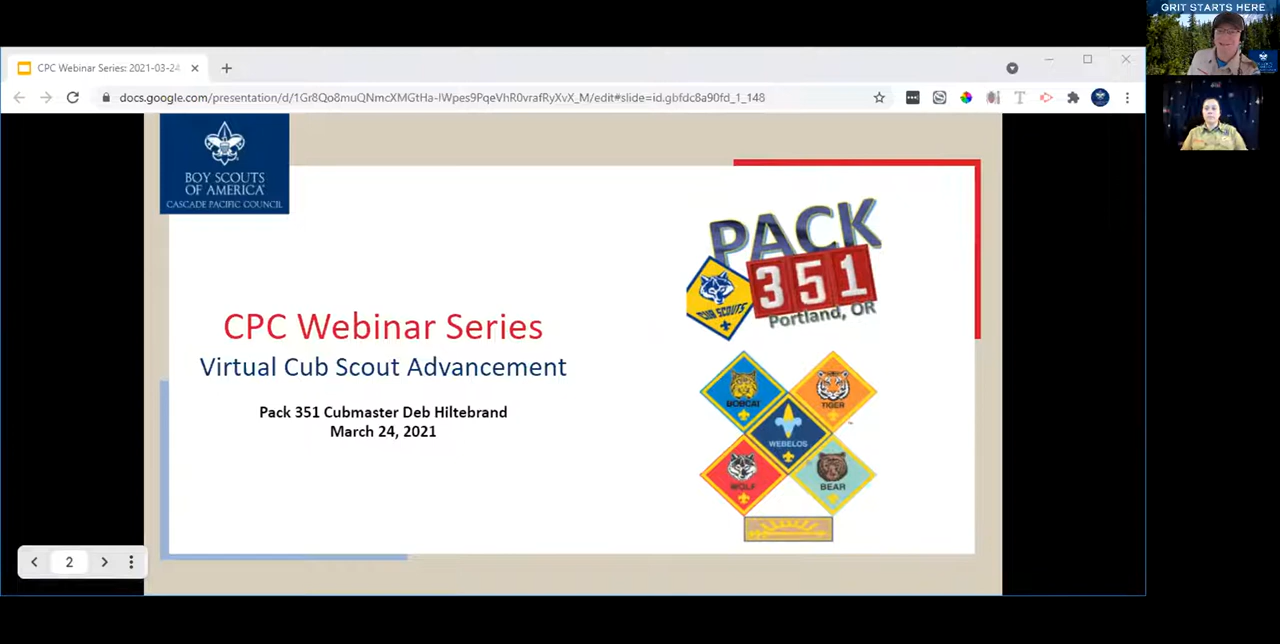 GRIT STARTS HERE
CPC Webinar Series: 2021-03-24
docs.google.com/presentation/d/1Gr8Qo8muQNmcXMGtHa-IWpes9PqeVhR0vrafRyXvX_M/edit#slide=id.gbfdc8a90fd_1_148
BOY SCOUTS
OF AMERICA
CASCADE PACIFIC COUNCIL
PACK
351
CUB SCOUTS
Portland, OR
CPC Webinar Series
Virtual Cub Scout Advancement
Pack 351 Cubmaster Deb Hiltebrand
March 24, 2021
BOBCAT
TIGER
WEBELOS
WOLF
BEAR
2